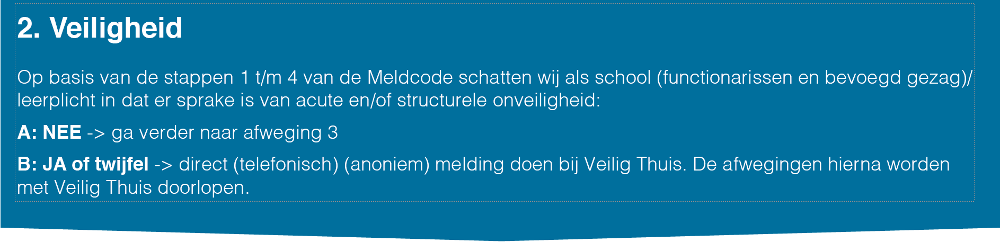 2. Veiligheid
Op basis van de stappen 1 t/m 4 van de Meldcode schatten wij als school (functionarissen en bevoegd gezag)/
leerplicht in dat er sprake is van acute en/of structurele onveiligheid:
A: NEE -> ga verder naar afweging 3
B: JA of twijfel -> direct (telefonisch) (anoniem) melding doen bij Veilig Thuis. De afwegingen hierna worden
met Veilig Thuis doorlopen.